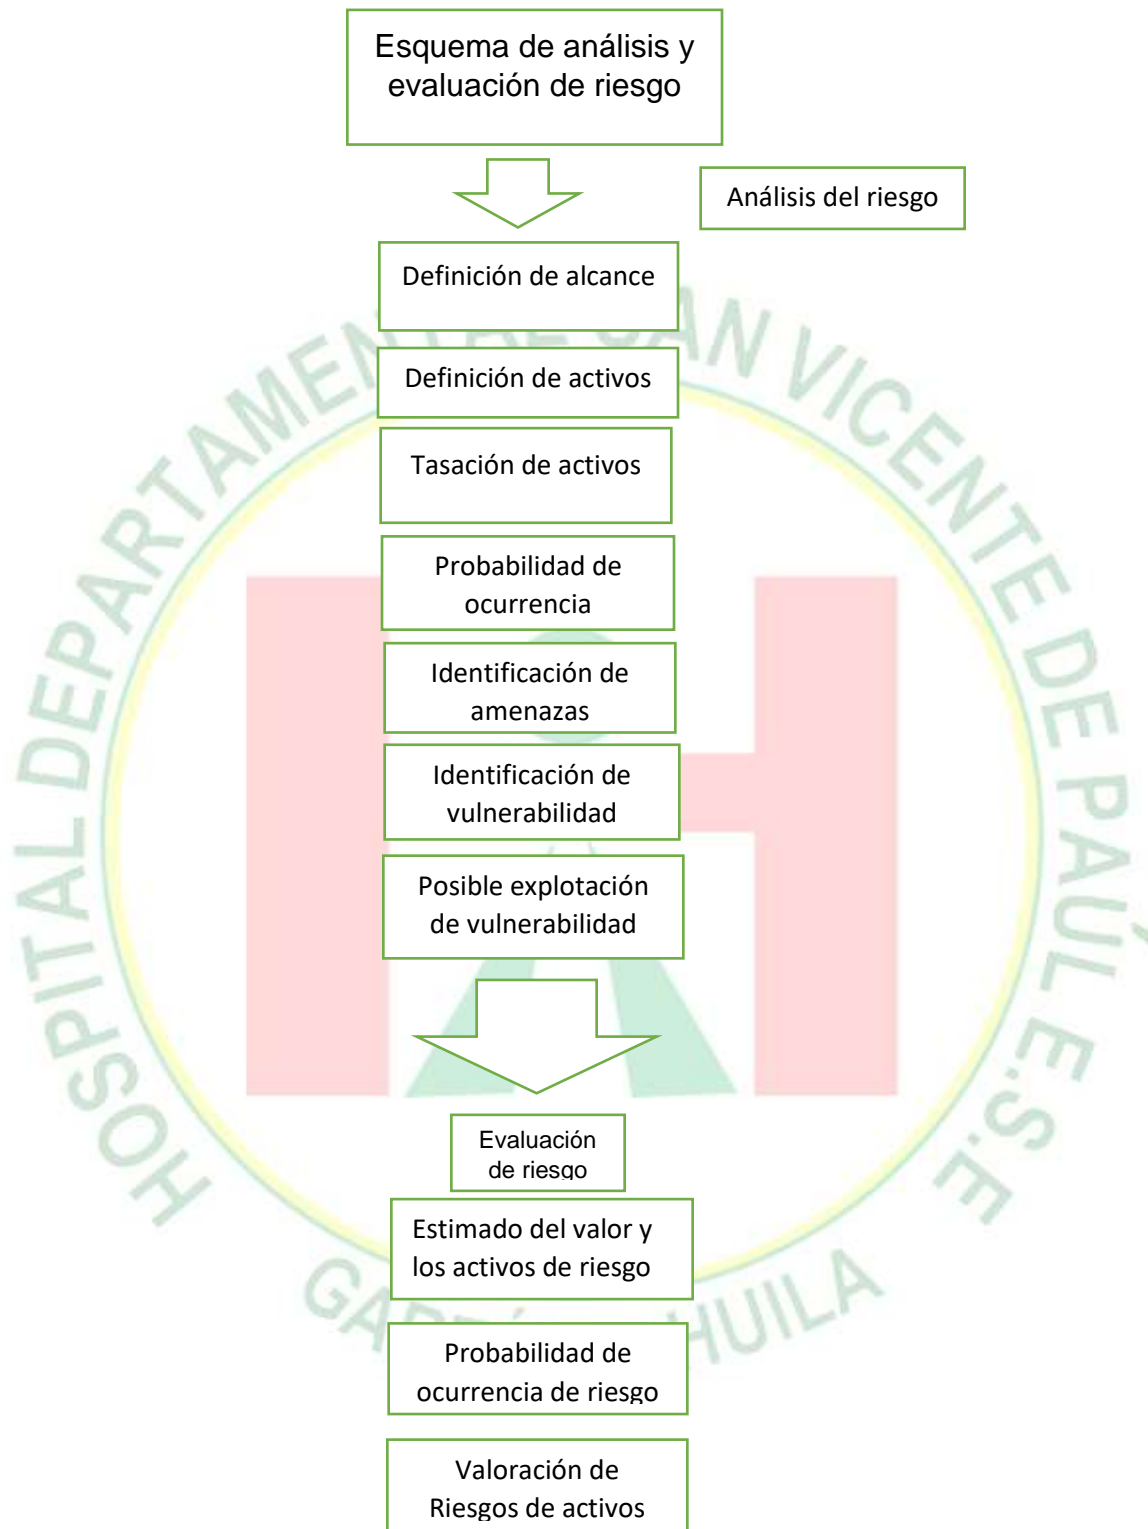 Esquema de análisis y
evaluación de riesgo
Análisis del riesgo
Definición de alcance
Definición de activos
Tasación de activos
Probabilidad de
ocurrencia
Identificación de
amenazas
Identificación de
vulnerabilidad
Posible explotación
de vulnerabilidad
Evaluación
de riesgo
Estimado del valor y
los activos de riesgo
Probabilidad de
ocurrencia de riesgo
Valoración de
Riesgos de activos
HOSPITAL DEPARTAMENTAL SAN VICENTE DE PAÚL E.S.E
HUILA